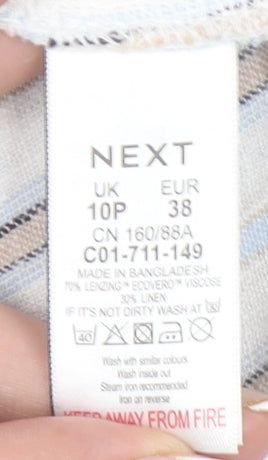 NEXT
UK EUR
10P 38
CN 160/88A
C01-711-149
MADE IN BANGLADESH
70% LENZING™ ECOVERO™ VISCOSE
30% LINEN
IF IT'S NOT DIRTY WASH AT 30
40
Wash with similar colours
Wash inside out
Steam iron recommended
Iron on reverse
KEEP AWAY FROM FIRE